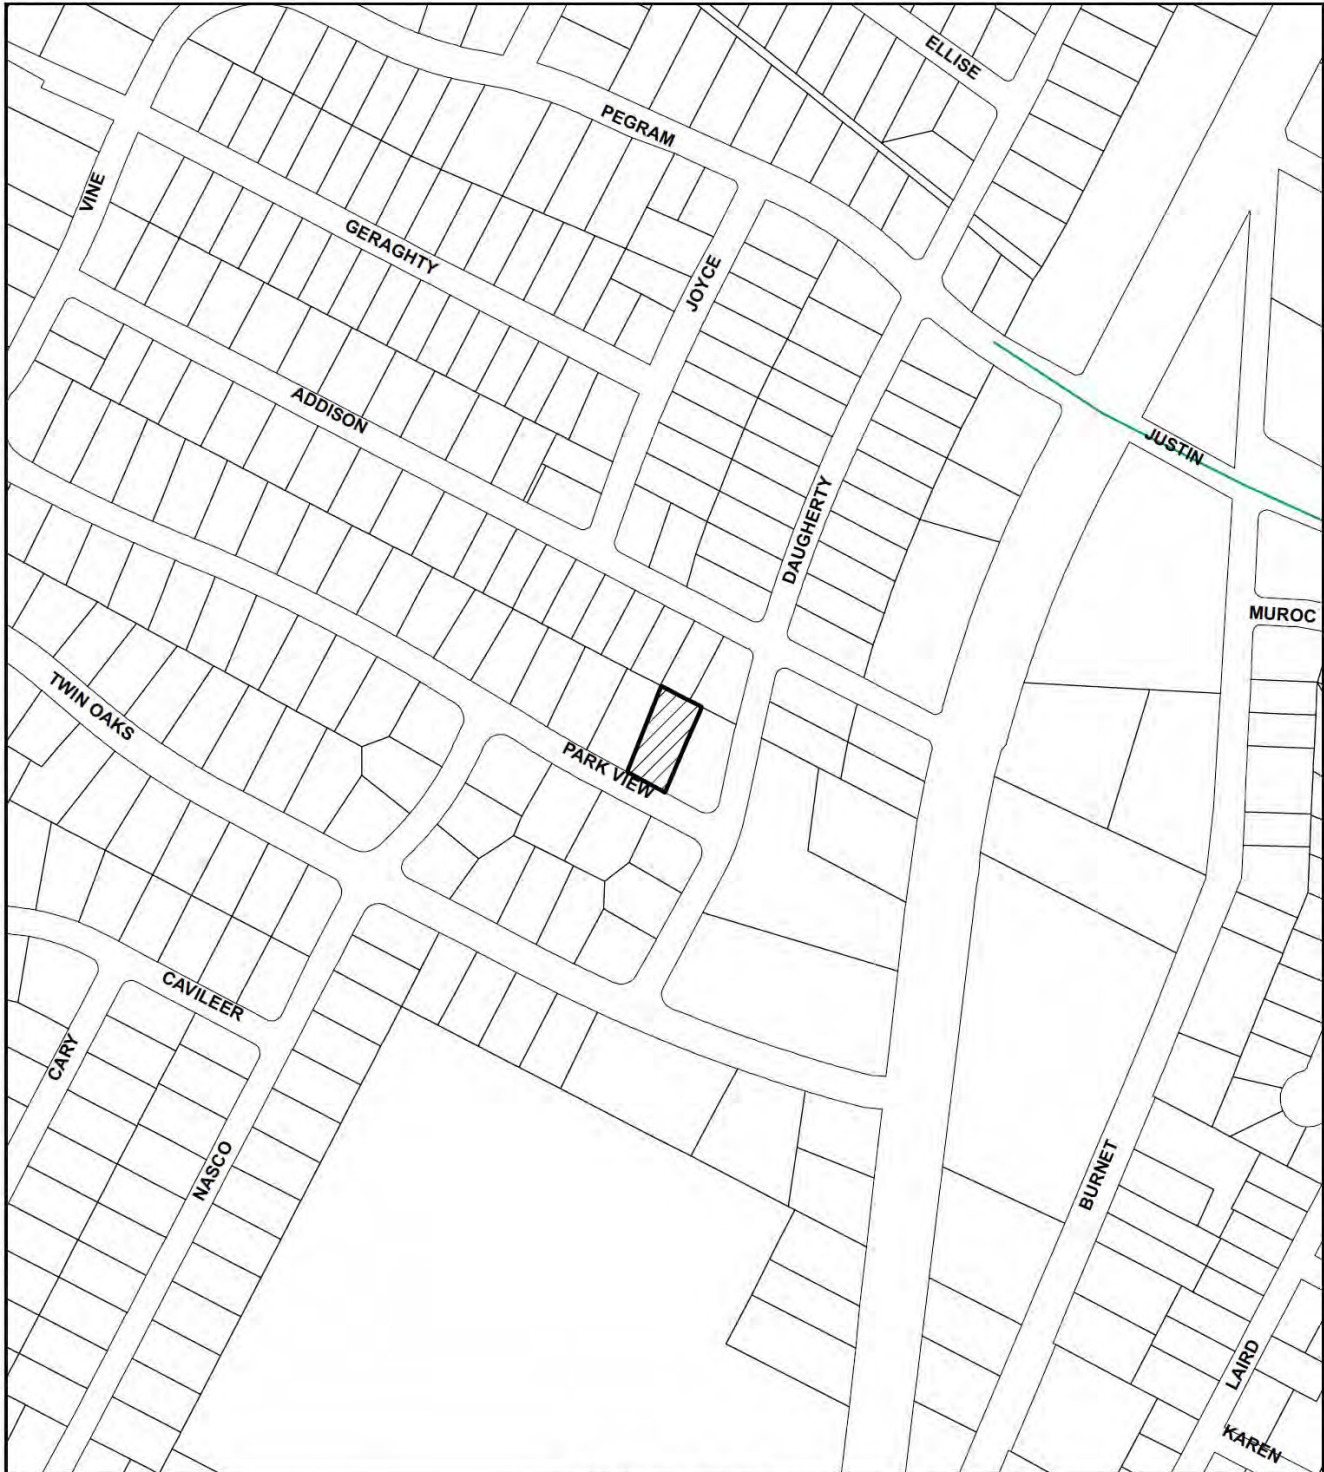 ELLISE
PEGRAM
VINE
GERAGHTY
JOYCE
ADDISON
JUSTIN
DAUGHERTY
MUROC
TWIN OAKS
PARK VIEW
CAVILEER
CARY
NASCO
BURNET
LAIRD
KAREN